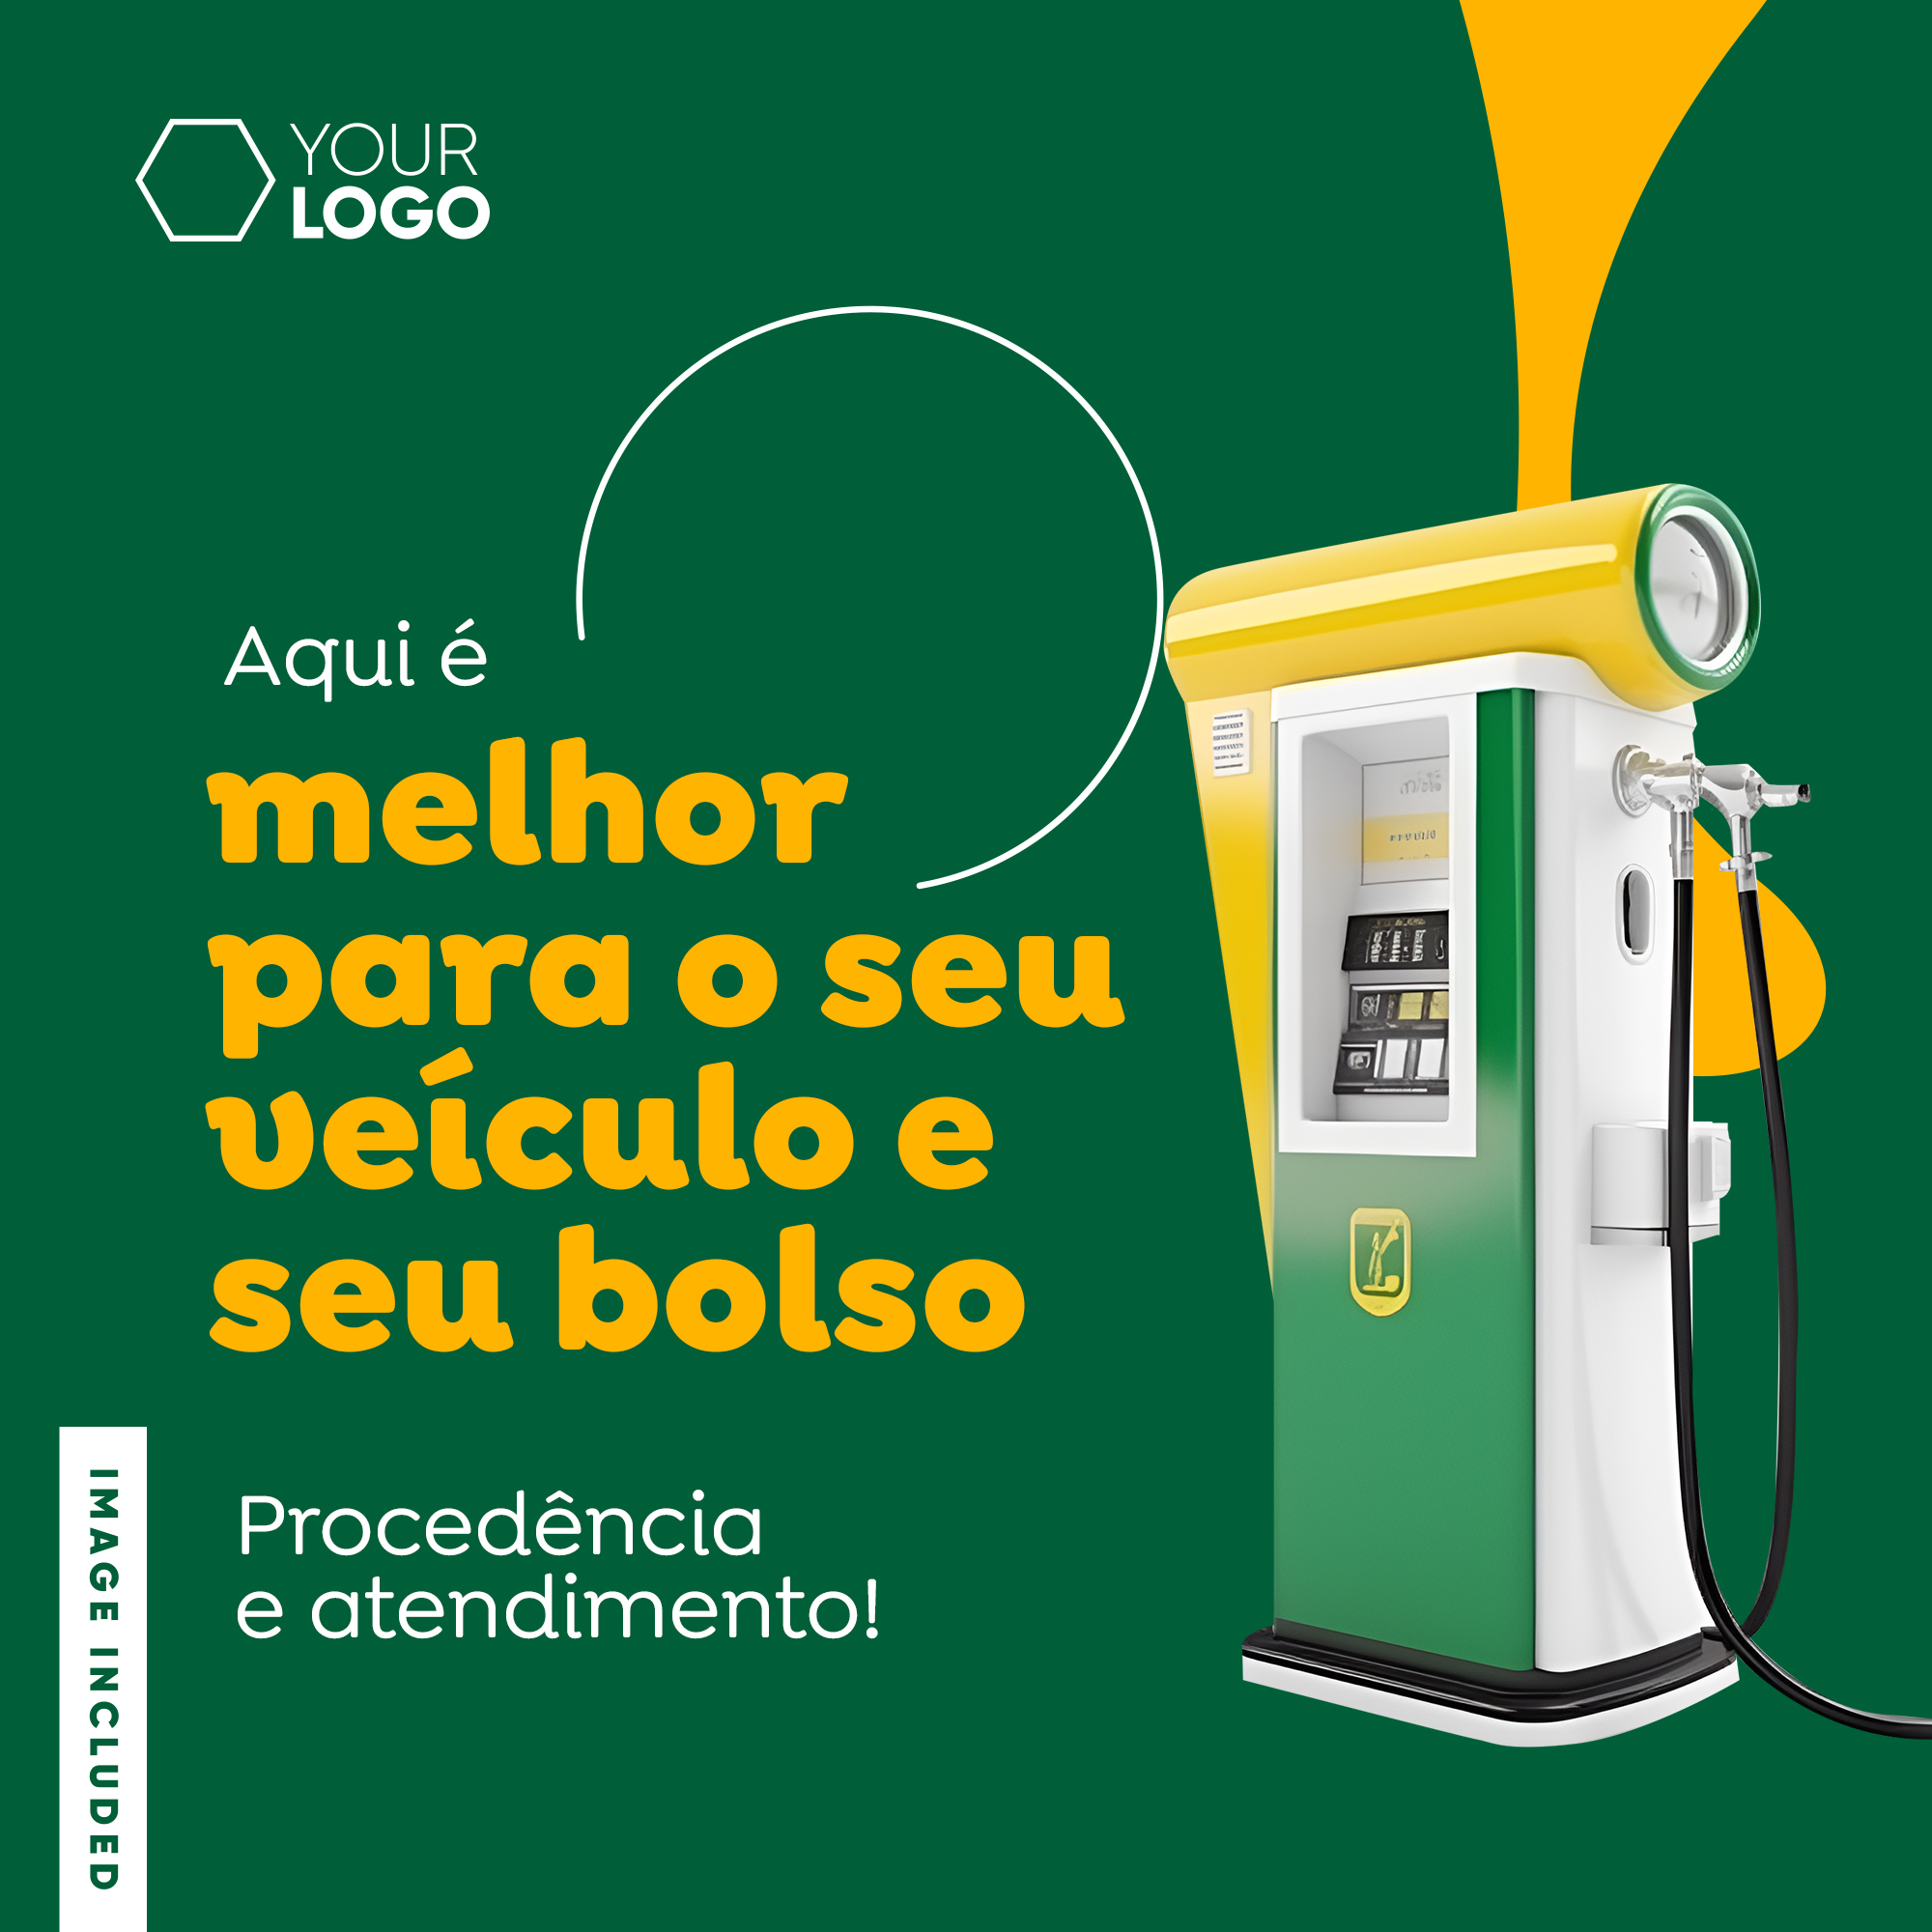 YOUR
LOGO
Aqui é
melhor
para o seu
veículo e
seu bolso
Procedência
e atendimento!
IMAGE INCLUDED